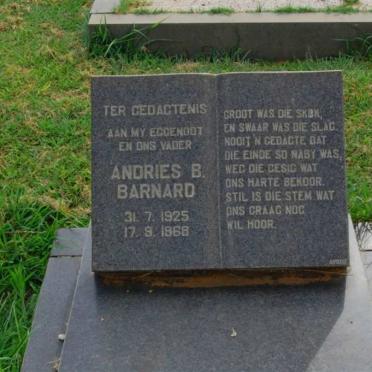 TER GEDAGTENIS
AAN MY EGGENOOT
EN ONS VADER
ANDRIES B.
BARNARD
31. 7. 1925
17. 9. 1968
GROOT WAS DIE SKOK,
EN SWAAR WAS DIE SLAG.
NOOIT 'N GEDAGTE DAT
DIE EINDE SO NABY WAS,
WEG DIE GESIG WAT
ONS HARTE BEKOOR.
STIL IS DIE STEM WAT
ONS GRAAG NOG
WIL HOOR.